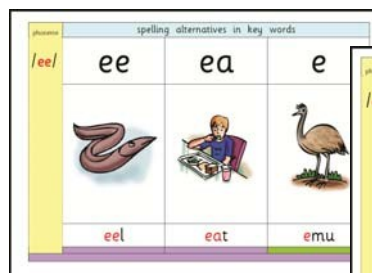 phoneme spelling alternatives in key words
/ee/ ee ea e
eel eat emu